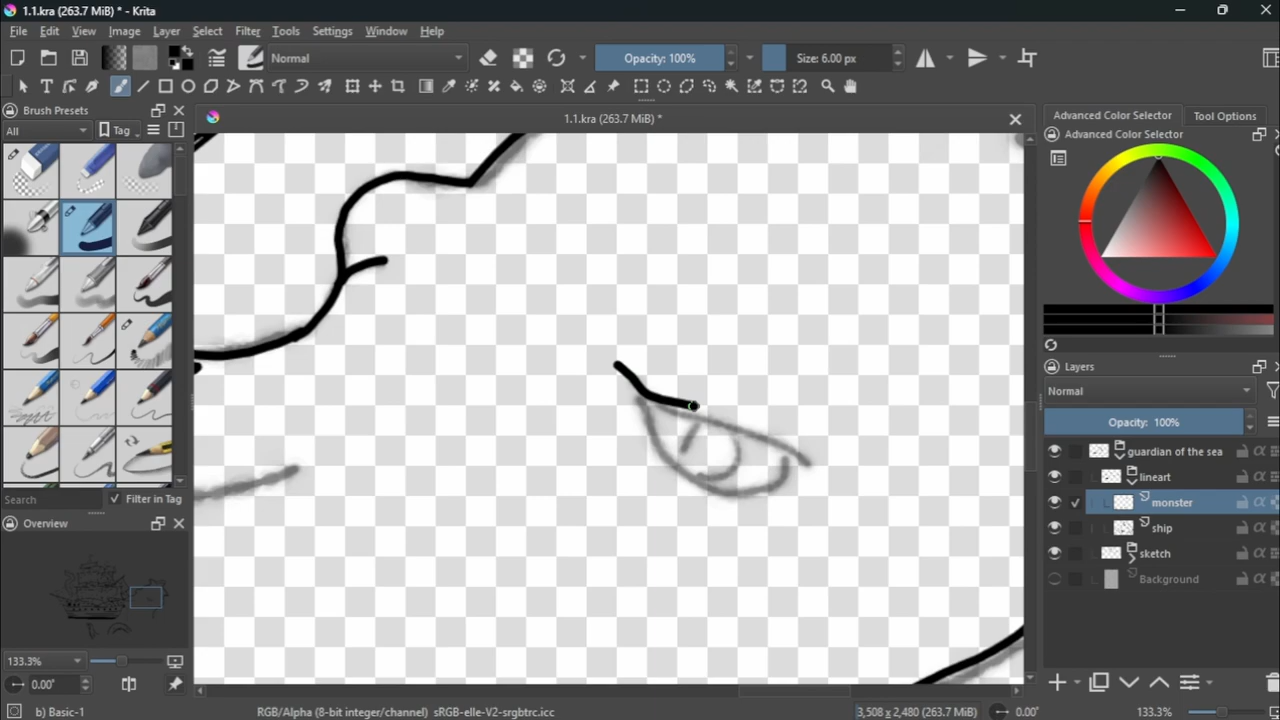 1.1.kra (263.7 MiB) * - Krita
File Edit View Image Layer Select Filter Tools Settings Window Help
Normal Opacity: 100% Size: 6.00 px
Brush Presets
1.1.kra (263.7 MiB) *
Advanced Color Selector Tool Options
All Tag
Advanced Color Selector
Layers
Normal
Opacity: 100%
guardian of the sea
lineart
monster
Search Filter in Tag
ship
Overview
sketch
Background
133.3%
0.00°
b) Basic-1 RGB/Alpha (8-bit integer/channel) sRGB-elle-V2-srgbtrc.icc 3,508 x 2,480 (263.7 MiB) 0.00° 133.3%